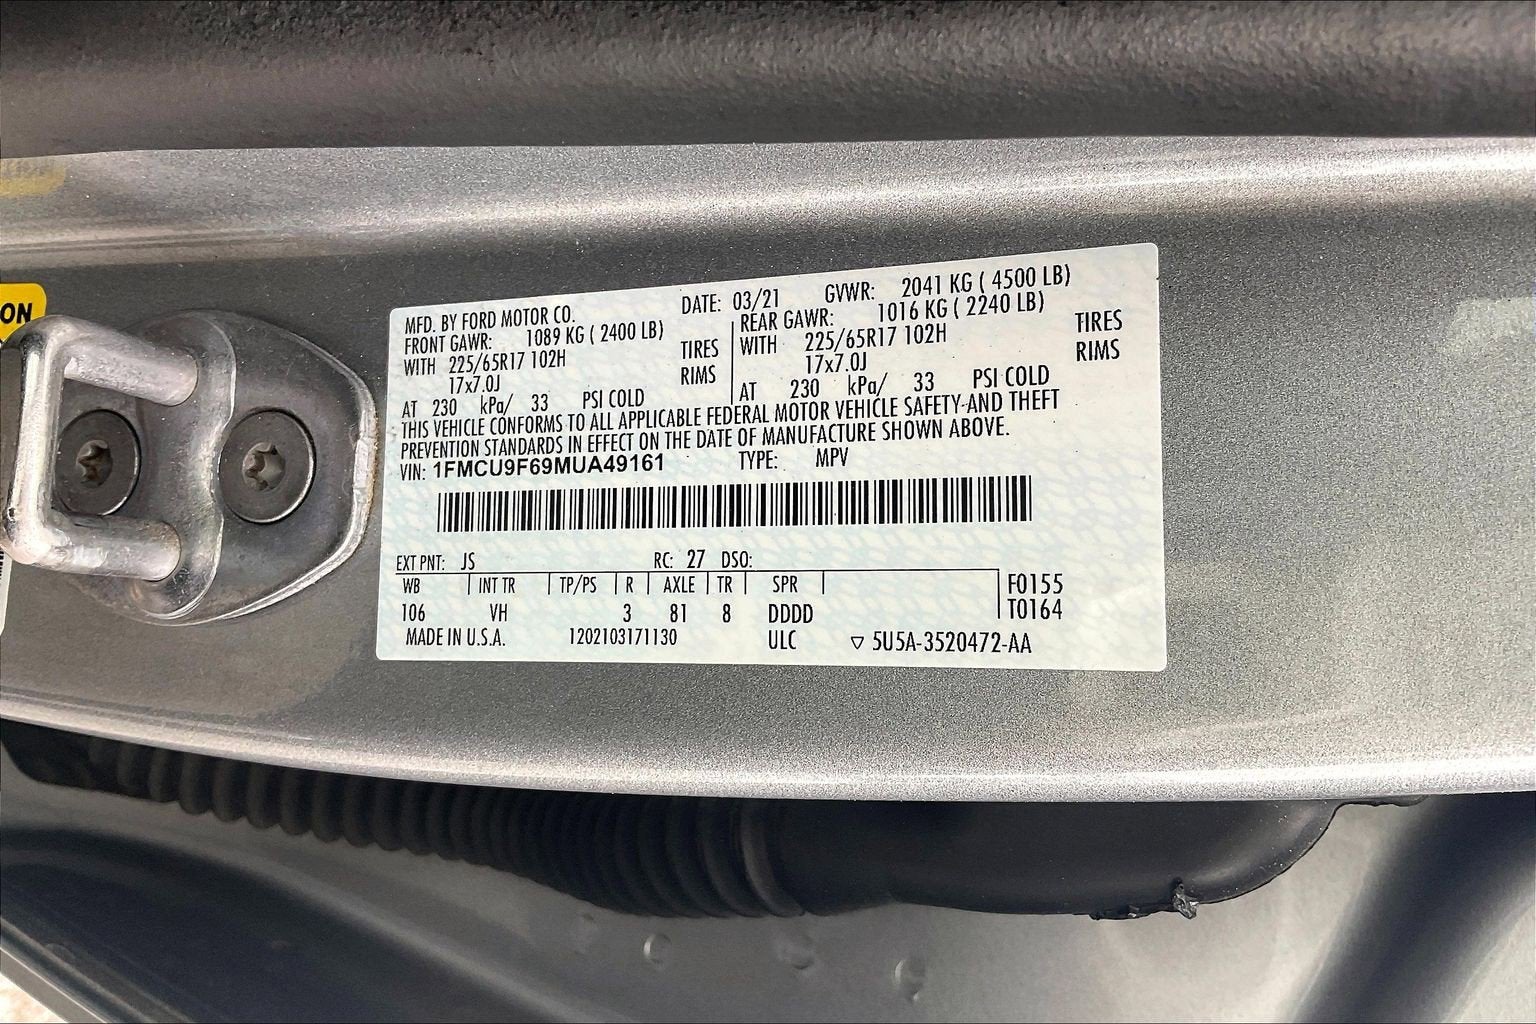 ON
MFD. BY FORD MOTOR CO. DATE: 03/21 GVWR: 2041 KG ( 4500 LB)
FRONT GAWR: 1089 KG ( 2400 LB) REAR GAWR: 1016 KG ( 2240 LB)
WITH 225/65R17 102H TIRES WITH 225/65R17 102H TIRES
17x7.0J RIMS 17x7.0J RIMS
AT 230 kPa/ 33 PSI COLD AT 230 kPa/ 33 PSI COLD
THIS VEHICLE CONFORMS TO ALL APPLICABLE FEDERAL MOTOR VEHICLE SAFETY AND THEFT
PREVENTION STANDARDS IN EFFECT ON THE DATE OF MANUFACTURE SHOWN ABOVE.
VIN: 1FMCU9F69MUA49161 TYPE: MPV
EXT PNT: JS RC: 27 DSO:
WB INT TR TP/PS R AXLE TR SPR F0155
106 VH 3 81 8 DDDD T0164
MADE IN U.S.A. 1202103171130 ULC ▽ 5U5A-3520472-AA